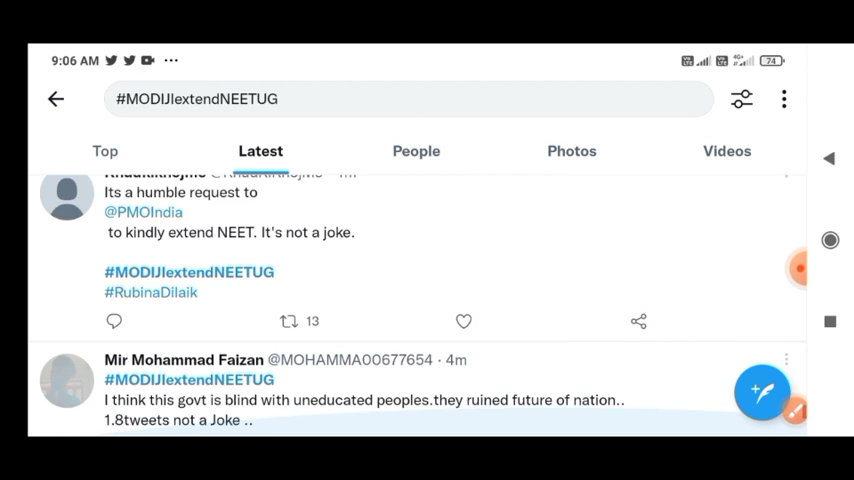 9:06 AM
74
#MODIJIextendNEETUG
Top Latest People Photos Videos
Its a humble request to
@PMOIndia
to kindly extend NEET. It's not a joke.
#MODIJIextendNEETUG
#RubinaDilaik
13
Mir Mohammad Faizan @MOHAMMA00677654 · 4m
#MODIJIextendNEETUG
I think this govt is blind with uneducated peoples.they ruined future of nation..
1.8tweets not a Joke ..